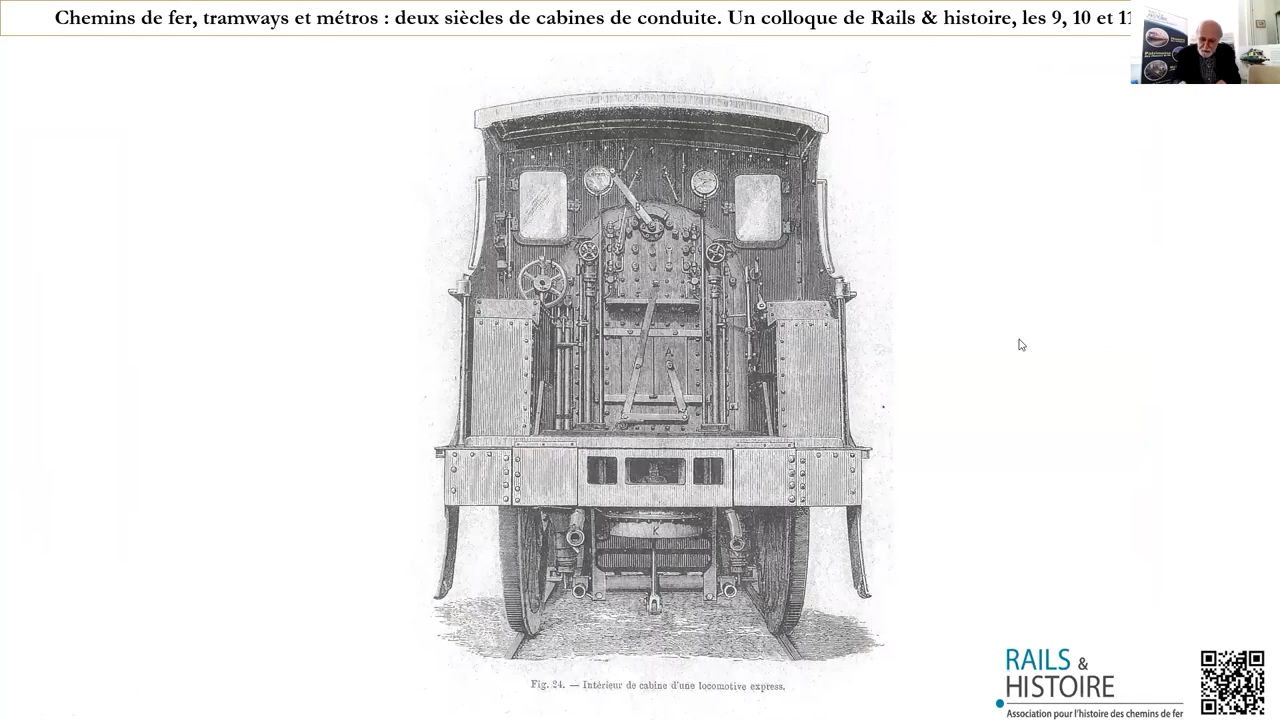 Chemins de fer, tramways et métros : deux siècles de cabines de conduite. Un colloque de Rails & histoire, les 9, 10 et 11
A
K
Fig. 24. — Intérieur de cabine d'une locomotive express.
RAILS &
HISTOIRE
Association pour l'histoire des chemins de fer